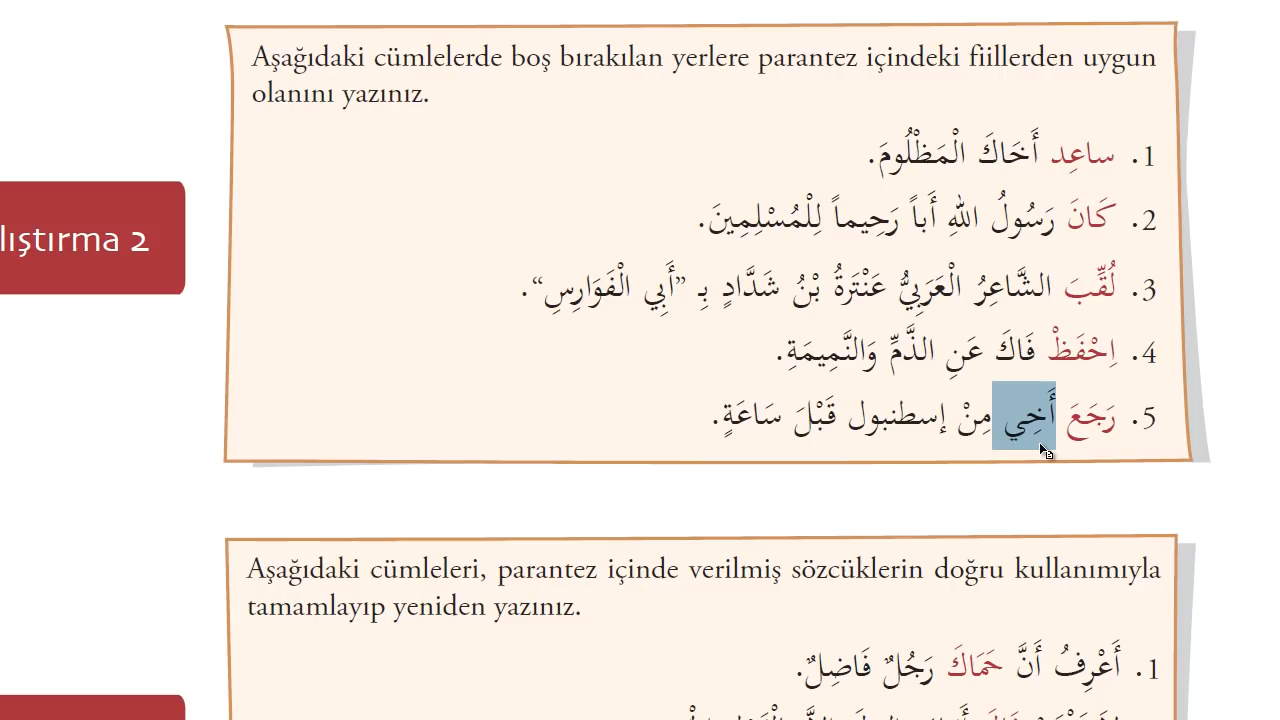 Aşağıdaki cümlelerde boş bırakılan yerlere parantez içindeki fiillerden uygun
olanını yazınız.
1. ساعِد أَخَاكَ الْمَظْلُومَ.
2. كَانَ رَسُولُ اللهِ أَباً رَحِيماً لِلْمُسْلِمِينَ.
lıştırma 2
3. لُقِّبَ الشَّاعِرُ الْعَرَبِيُّ عَنْتَرَةُ بْنُ شَدَّادٍ بِـ ”أَبِي الْفَوَارِسِ“.
4. اِحْفَظْ فَاكَ عَنِ الذَّمِّ وَالنَّمِيمَةِ.
5. رَجَعَ أَخِي مِنْ إسطنبول قَبْلَ سَاعَةٍ.
Aşağıdaki cümleleri, parantez içinde verilmiş sözcüklerin doğru kullanımıyla
tamamlayıp yeniden yazınız.
1. أَعْرِفُ أَنَّ حَمَاكَ رَجُلٌ فَاضِلٌ.